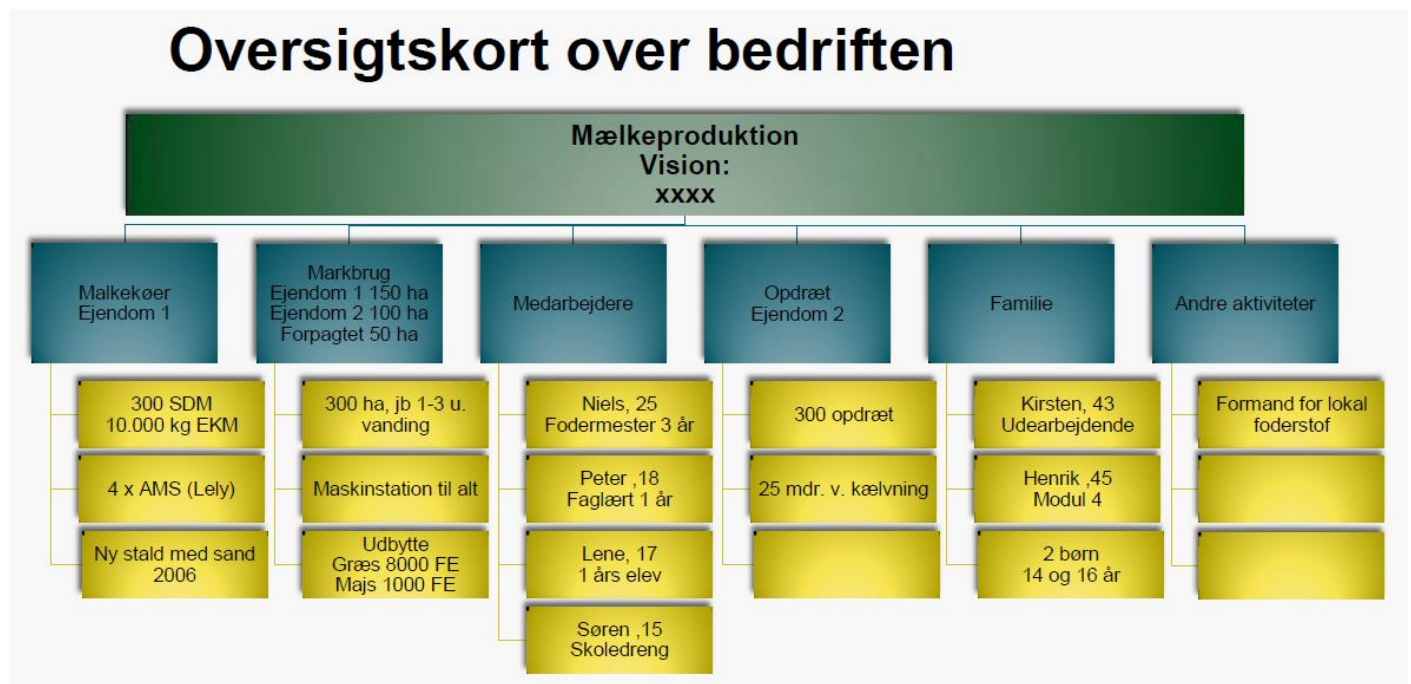 Oversigtskort over bedriften
Mælkeproduktion
Vision:
xxxx
Malkekøer
Ejendom 1
Markbrug
Ejendom 1 150 ha
Ejendom 2 100 ha
Forpagtet 50 ha
Medarbejdere
Opdræt
Ejendom 2
Familie
Andre aktiviteter
300 SDM
10.000 kg EKM
4 x AMS (Lely)
Ny stald med sand
2006
300 ha, jb 1-3 u.
vanding
Maskinstation til alt
Udbytte
Græs 8000 FE
Majs 1000 FE
Niels, 25
Fodermester 3 år
Peter ,18
Faglært 1 år
Lene, 17
1 års elev
Søren ,15
Skoledreng
300 opdræt
25 mdr. v. kælvning
Kirsten, 43
Udearbejdende
Henrik ,45
Modul 4
2 børn
14 og 16 år
Formand for lokal
foderstof